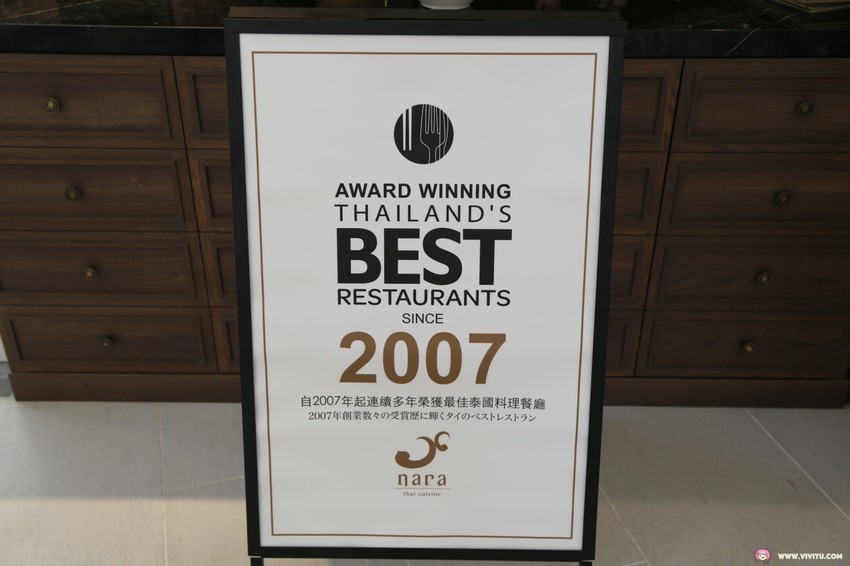 AWARD WINNING
THAILAND'S
BEST
RESTAURANTS
SINCE
2007
自2007年起連續多年榮獲最佳泰國料理餐廳
2007年創業数々の受賞歴に輝くタイのベストレストラン
nara
thai cuisine
WWW.VIVIYU.COM